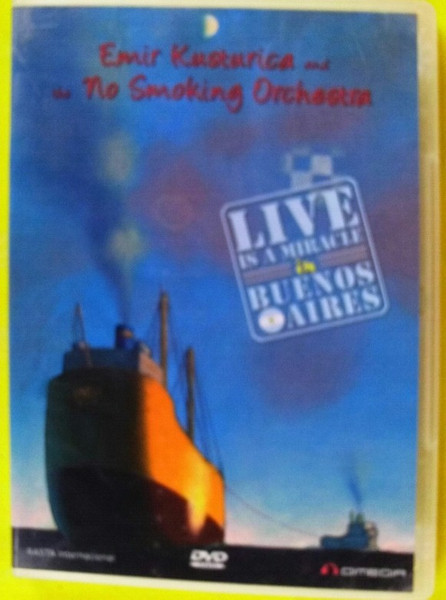 Emir Kusturica and
the No Smoking Orchestra
LIVE
IS A MIRACLE
in
BUENOS
AIRES
DVD
OMEGA